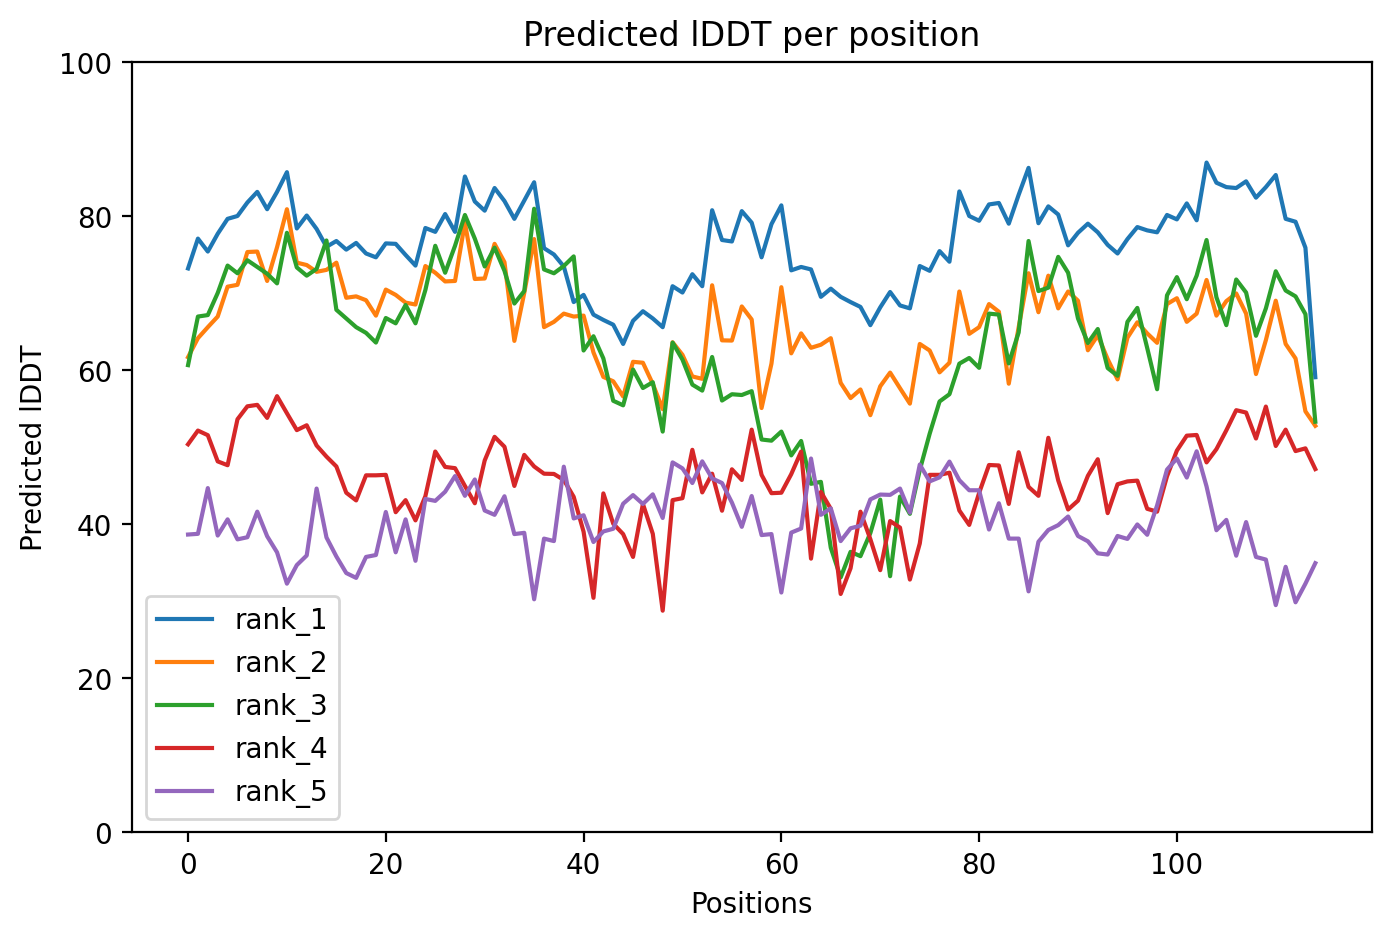 Predicted lDDT per position
Predicted lDDT
100
80
60
40
20
0
rank_1
rank_2
rank_3
rank_4
rank_5
0 20 40 60 80 100
Positions